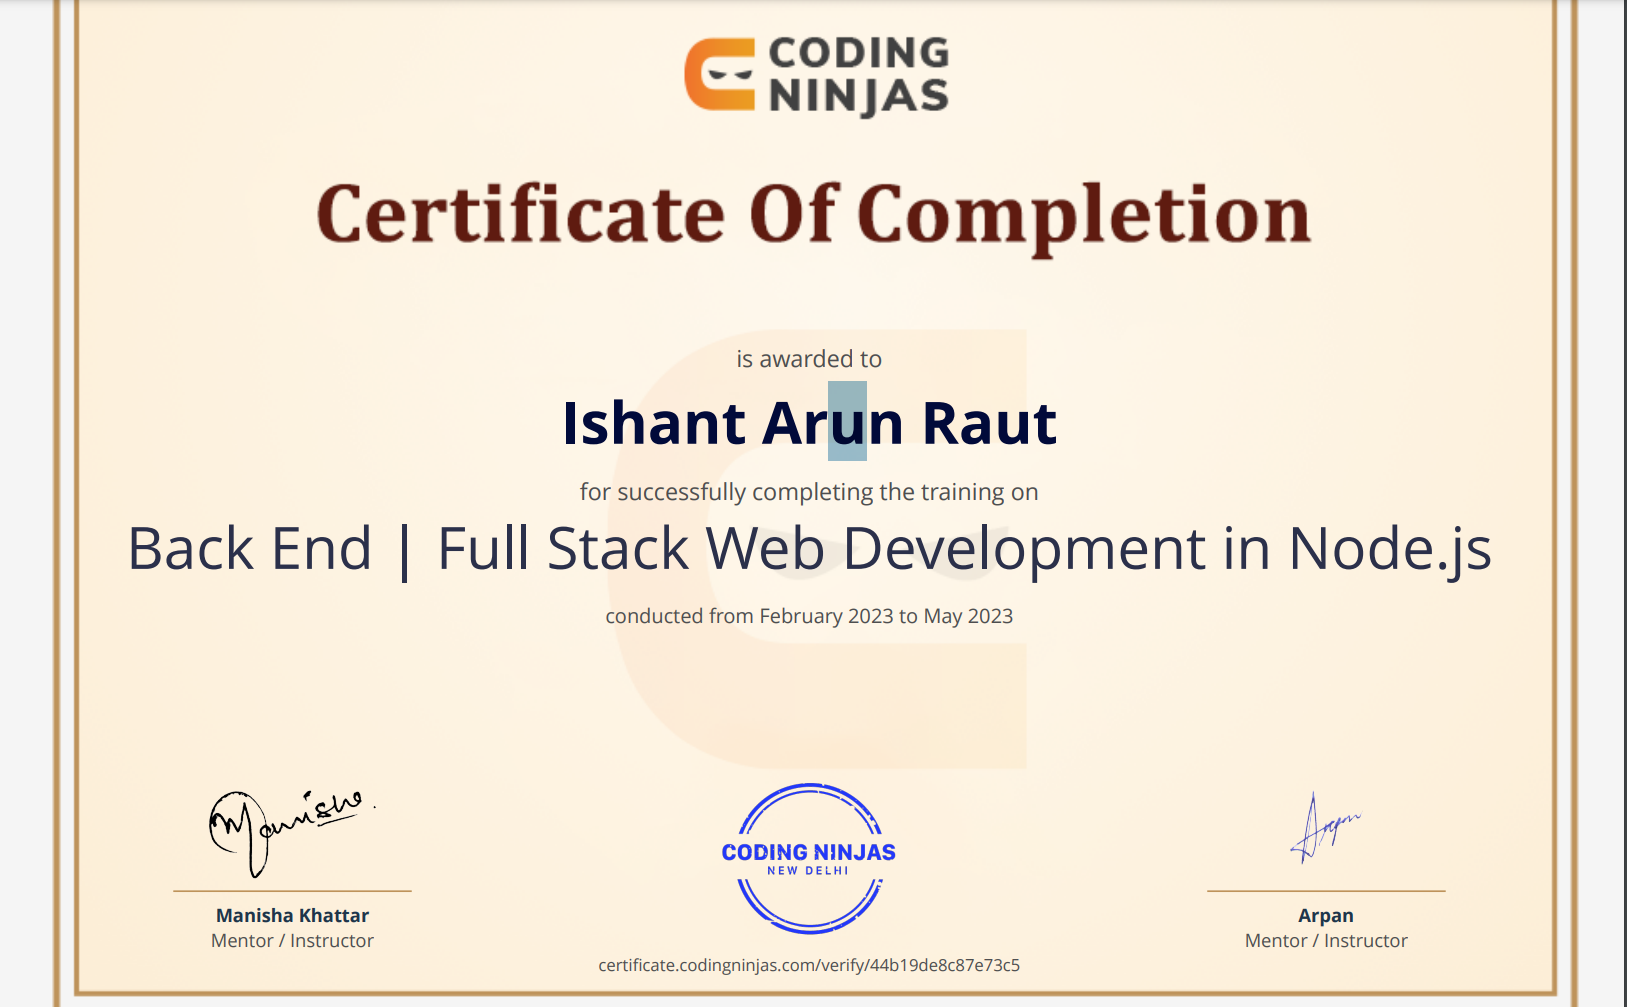 CODING
NINJAS
Certificate Of Completion
is awarded to
Ishant Arun Raut
for successfully completing the training on
Back End | Full Stack Web Development in Node.js
conducted from February 2023 to May 2023
Manisha.
CODING NINJAS
NEW DELHI
Arpan
Manisha Khattar
Mentor / Instructor
Arpan
Mentor / Instructor
certificate.codingninjas.com/verify/44b19de8c87e73c5